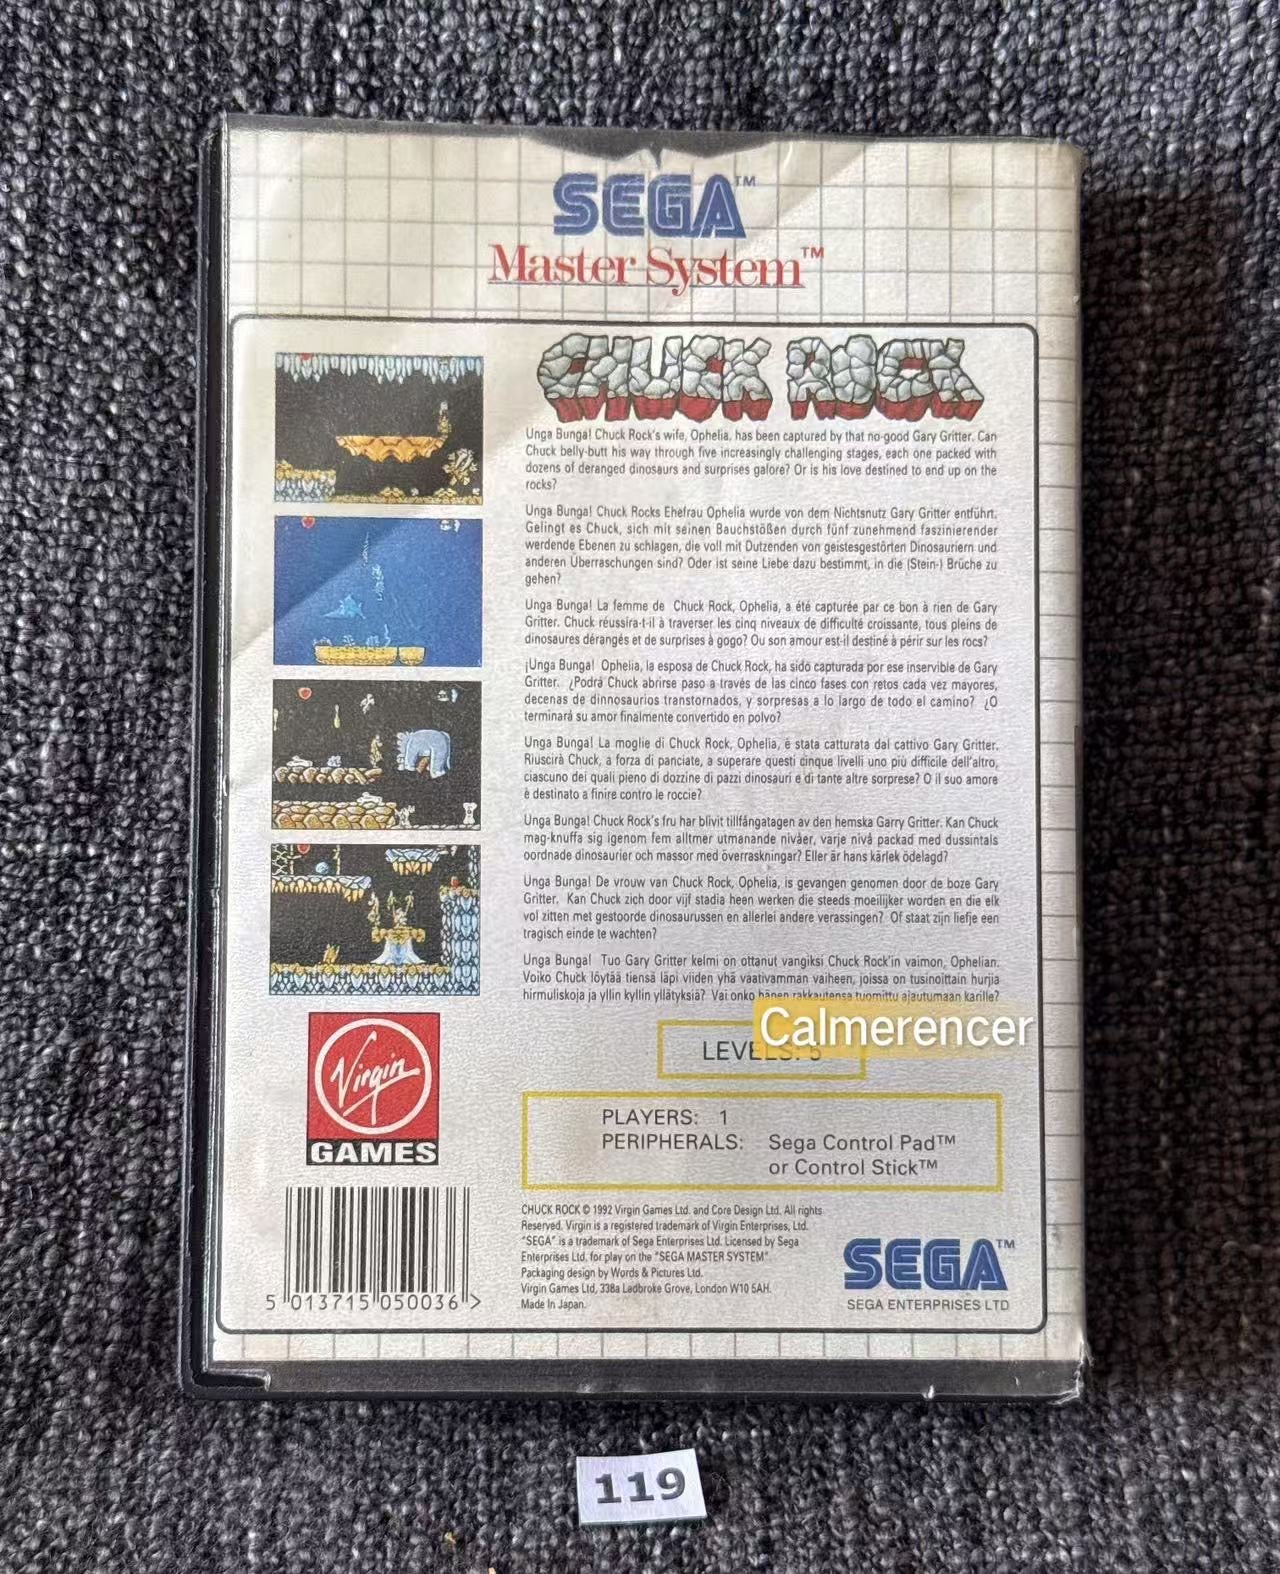 SEGA™
Master System™
CHUCK ROCK
Unga Bunga! Chuck Rock's wife, Ophelia, has been captured by that no-good Gary Gritter. Can
Chuck belly-butt his way through five increasingly challenging stages, each one packed with
dozens of deranged dinosaurs and surprises galore? Or is his love destined to end up on the
rocks?
Unga Bunga! Chuck Rocks Ehefrau Ophelia wurde von dem Nichtsnutz Gary Gritter entführt.
Gelingt es Chuck, sich mit seinen Bauchstößen durch fünf zunehmend faszinierender
werdende Ebenen zu schlagen, die voll mit Dutzenden von geistesgestörten Dinosauriern und
anderen Überraschungen sind? Oder ist seine Liebe dazu bestimmt, in die (Stein-) Brüche zu
gehen?
Unga Bunga! La femme de Chuck Rock, Ophelia, a été capturée par ce bon à rien de Gary
Gritter. Chuck réussira-t-il à traverser les cinq niveaux de difficulté croissante, tous pleins de
dinosaures dérangés et de surprises à gogo? Ou son amour est-il destiné à périr sur les rocs?
¡Unga Bunga! Ophelia, la esposa de Chuck Rock, ha sido capturada por ese inservible de Gary
Gritter. ¿Podrá Chuck abrirse paso a través de las cinco fases con retos cada vez mayores,
decenas de dinnosaurios transtornados, y sorpresas a lo largo de todo el camino? ¿O
terminará su amor finalmente convertido en polvo?
Unga Bunga! La moglie di Chuck Rock, Ophelia, é stata catturata dal cattivo Gary Gritter.
Riuscirà Chuck, a forza di panciate, a superare questi cinque livelli uno più difficile dell'altro,
ciascuno dei quali pieno di dozzine di pazzi dinosauri e di tante altre sorprese? O il suo amore
è destinato a finire contro le roccie?
Unga Bunga! Chuck Rock's fru har blivit tillfångatagen av den hemska Garry Gritter. Kan Chuck
mag-knuffa sig igenom fem alltmer utmanande nivåer, varje nivå packad med dussintals
oordnade dinosaurier och massor med överraskningar? Eller är hans kärlek ödelagd?
Unga Bunga! De vrouw van Chuck Rock, Ophelia, is gevangen genomen door de boze Gary
Gritter. Kan Chuck zich door vijf stadia heen werken die steeds moeilijker worden en die elk
vol zitten met gestoorde dinosaurussen en allerlei andere verassingen? Of staat zijn liefje een
tragisch einde te wachten?
Unga Bunga! Tuo Gary Gritter kelmi on ottanut vangiksi Chuck Rock'in vaimon, Ophelian.
Voiko Chuck löytää tiensä läpi viiden yhä vaativamman vaiheen, joissa on tusinoittain hurjia
hirmuliskoja ja yllin kyllin yllätyksiä? Vai onko hänen rakkautensa tuomittu ajautumaan karille?
Calmerencer
LEVELS: 5
PLAYERS: 1
PERIPHERALS: Sega Control Pad™
or Control Stick™
Virgin
GAMES
5 013715 050036 >
CHUCK ROCK © 1992 Virgin Games Ltd. and Core Design Ltd. All rights
Reserved. Virgin is a registered trademark of Virgin Enterprises, Ltd.
"SEGA" is a trademark of Sega Enterprises Ltd. Licensed by Sega
Enterprises Ltd. for play on the "SEGA MASTER SYSTEM".
Packaging design by Words & Pictures Ltd.
Virgin Games Ltd, 338a Ladbroke Grove, London W10 5AH.
Made In Japan.
SEGA™
SEGA ENTERPRISES LTD
119